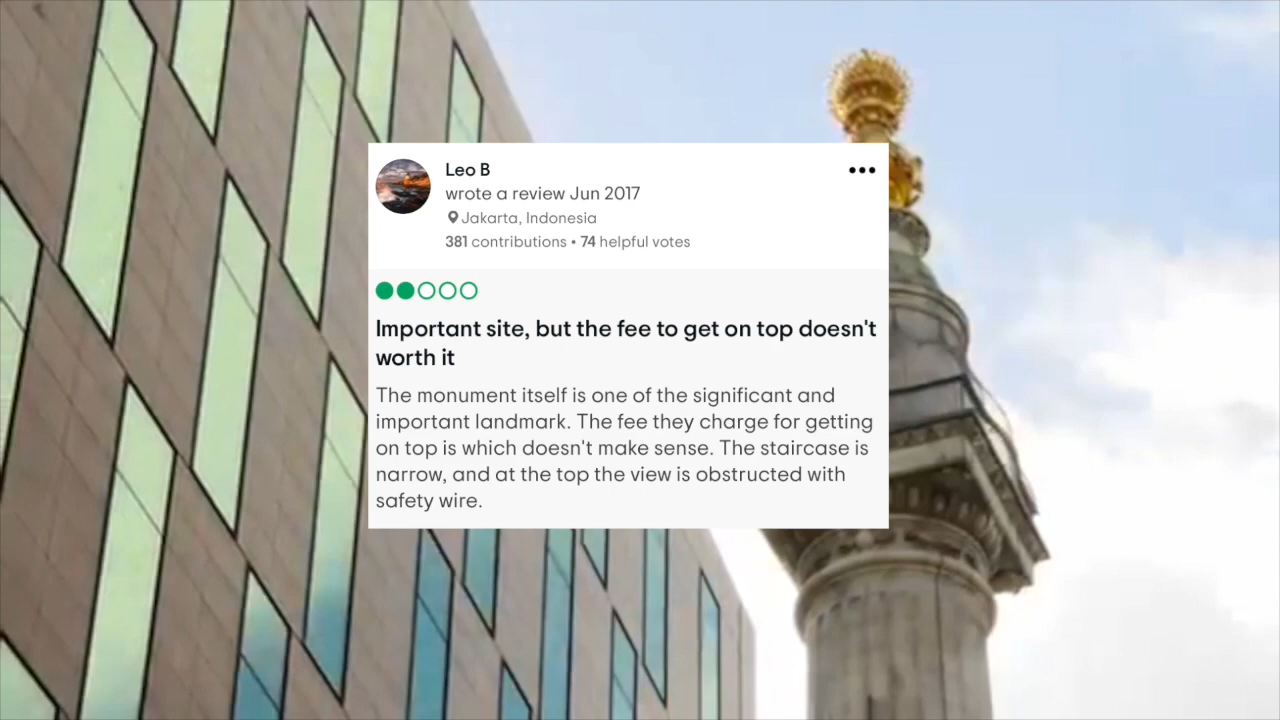 Leo B
wrote a review Jun 2017
Jakarta, Indonesia
381 contributions • 74 helpful votes
Important site, but the fee to get on top doesn't
worth it
The monument itself is one of the significant and
important landmark. The fee they charge for getting
on top is which doesn't make sense. The staircase is
narrow, and at the top the view is obstructed with
safety wire.